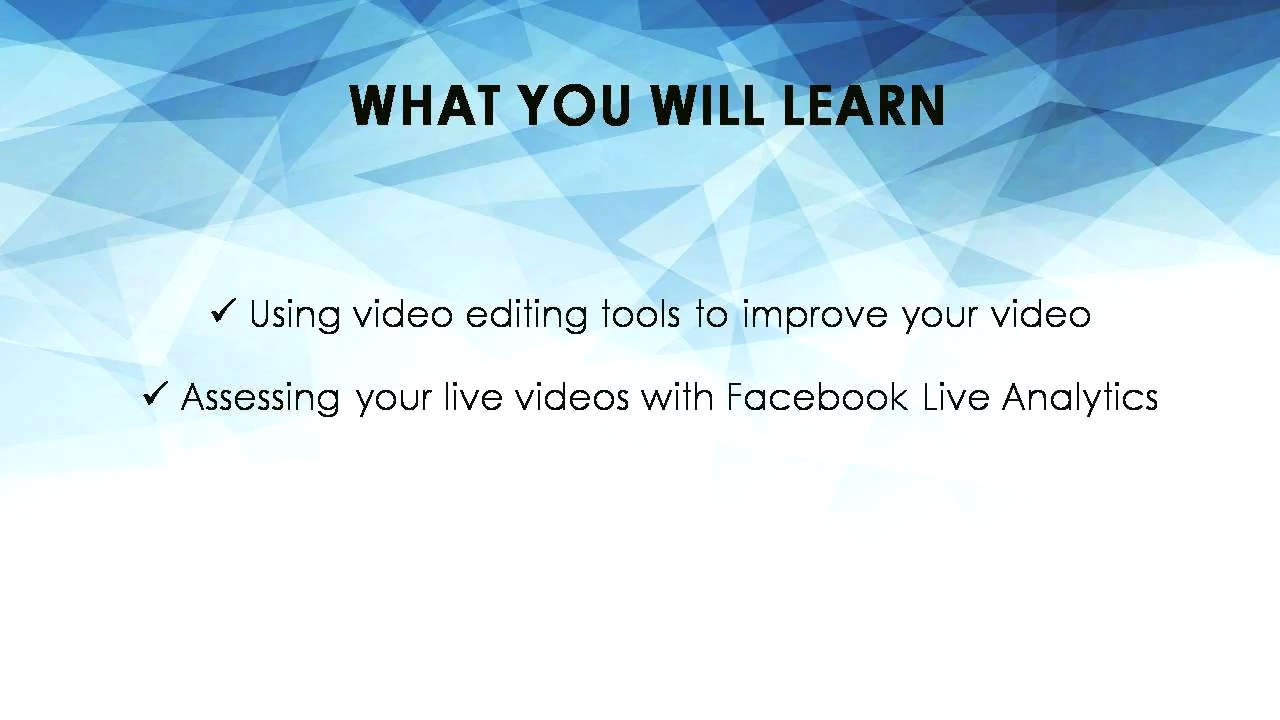 WHAT YOU WILL LEARN
✓ Using video editing tools to improve your video
✓ Assessing your live videos with Facebook Live Analytics